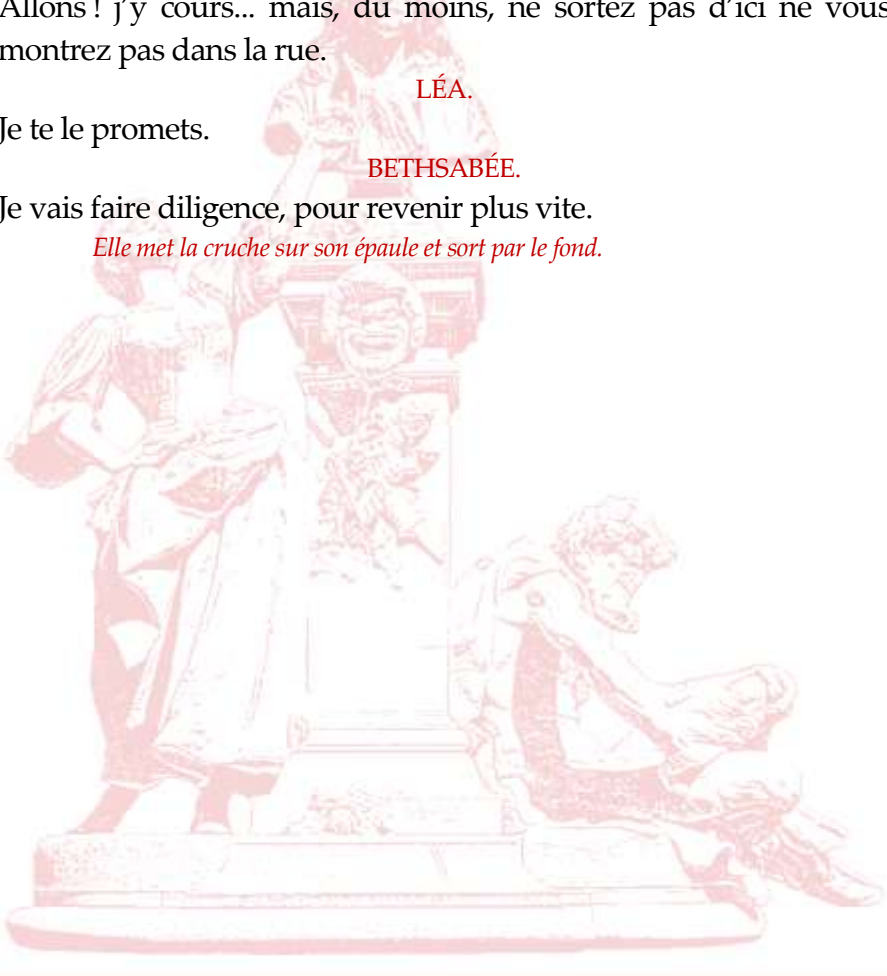 Allons ! j'y cours... mais, du moins, ne sortez pas d'ici ne vous
montrez pas dans la rue.
LÉA.
Je te le promets.
BETHSABÉE.
Je vais faire diligence, pour revenir plus vite.
Elle met la cruche sur son épaule et sort par le fond.